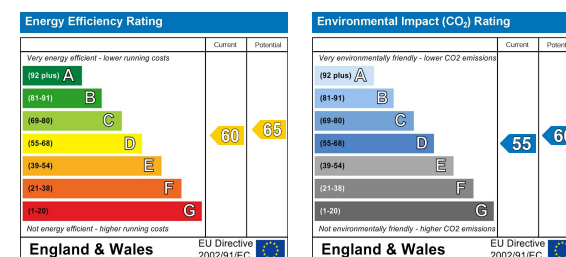 Energy Efficiency Rating
Current Potential
Very energy efficient - lower running costs
(92 plus) A
(81-91) B
(69-80) C
(55-68) D
(39-54) E
(21-38) F
(1-20) G
60
65
Not energy efficient - higher running costs
England & Wales
EU Directive
2002/91/EC
Environmental Impact (CO2) Rating
Current
Very environmentally friendly - lower CO2 emissions
(92 plus) A
(81-91) B
(69-80) C
(55-68) D
(39-54) E
(21-38) F
(1-20) G
55
Not environmentally friendly - higher CO2 emissions
England & Wales
EU Directive
2002/91/EC